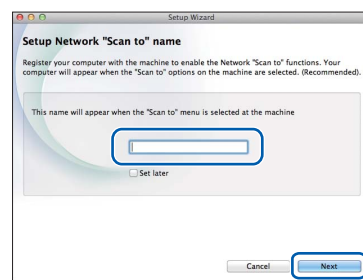 Setup Wizard
Setup Network "Scan to" name
Register your computer with the machine to enable the Network "Scan to" functions. Your
computer will appear when the "Scan to" options on the machine are selected. (Recommended).
This name will appear when the "Scan to" menu is selected at the machine
Set later
Cancel
Next